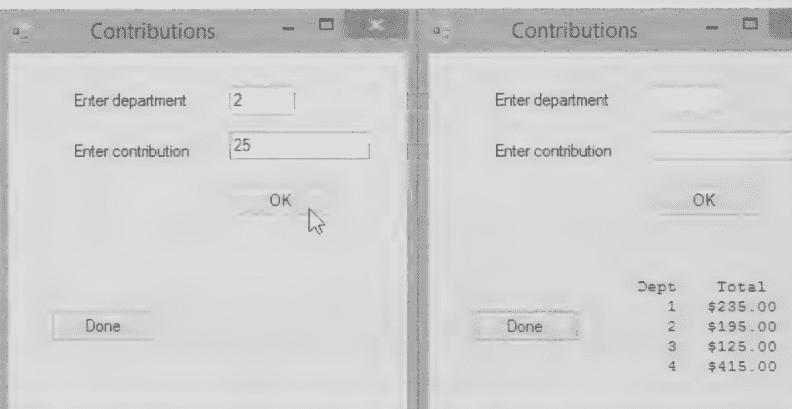 Contributions
Enter department 2
Enter contribution 25
OK
Done
Contributions
Enter department
Enter contribution
OK
Dept Total
1 $235.00
2 $195.00
3 $125.00
4 $415.00
Done